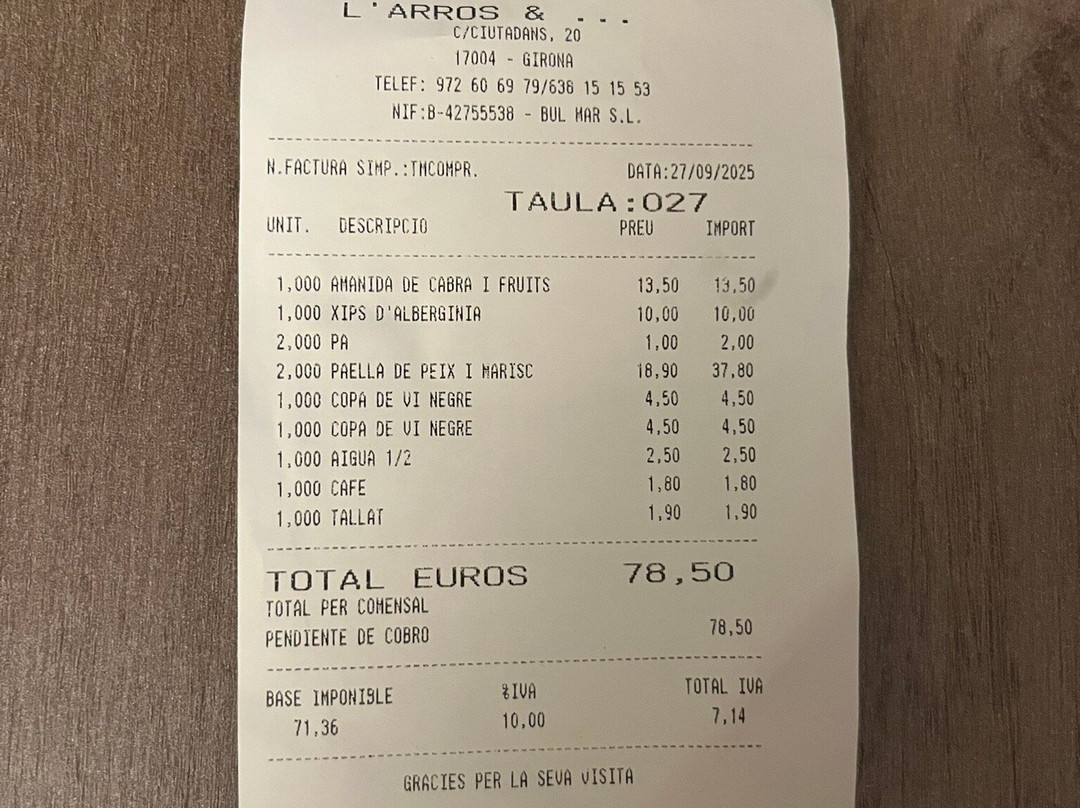 L'ARROS & ...
C/CIUTADANS, 20
17004 - GIRONA
TELEF: 972 60 69 79/638 15 15 53
NIF:B-42755538 - BUL MAR S.L.
N.FACTURA SIMP.:TMCOMPR. DATA:27/09/2025
TAULA:027
UNIT. DESCRIPCIO PREU IMPORT
1,000 AMANIDA DE CABRA I FRUITS 13,50 13,50
1,000 XIPS D'ALBERGINIA 10,00 10,00
2,000 PA 1,00 2,00
2,000 PAELLA DE PEIX I MARISC 18,90 37,80
1,000 COPA DE VI NEGRE 4,50 4,50
1,000 COPA DE VI NEGRE 4,50 4,50
1,000 AIGUA 1/2 2,50 2,50
1,000 CAFE 1,80 1,80
1,000 TALLAT 1,90 1,90
TOTAL EUROS 78,50
TOTAL PER COMENSAL
PENDIENTE DE COBRO 78,50
BASE IMPONIBLE %IVA TOTAL IVA
71,36 10,00 7,14
GRACIES PER LA SEVA VISITA